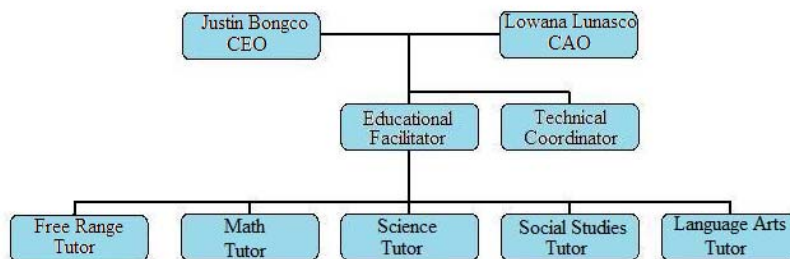 Justin Bongco
CEO
Lowana Lunasco
CAO
Educational
Facilitator
Technical
Coordinator
Free Range
Tutor
Math
Tutor
Science
Tutor
Social Studies
Tutor
Language Arts
Tutor